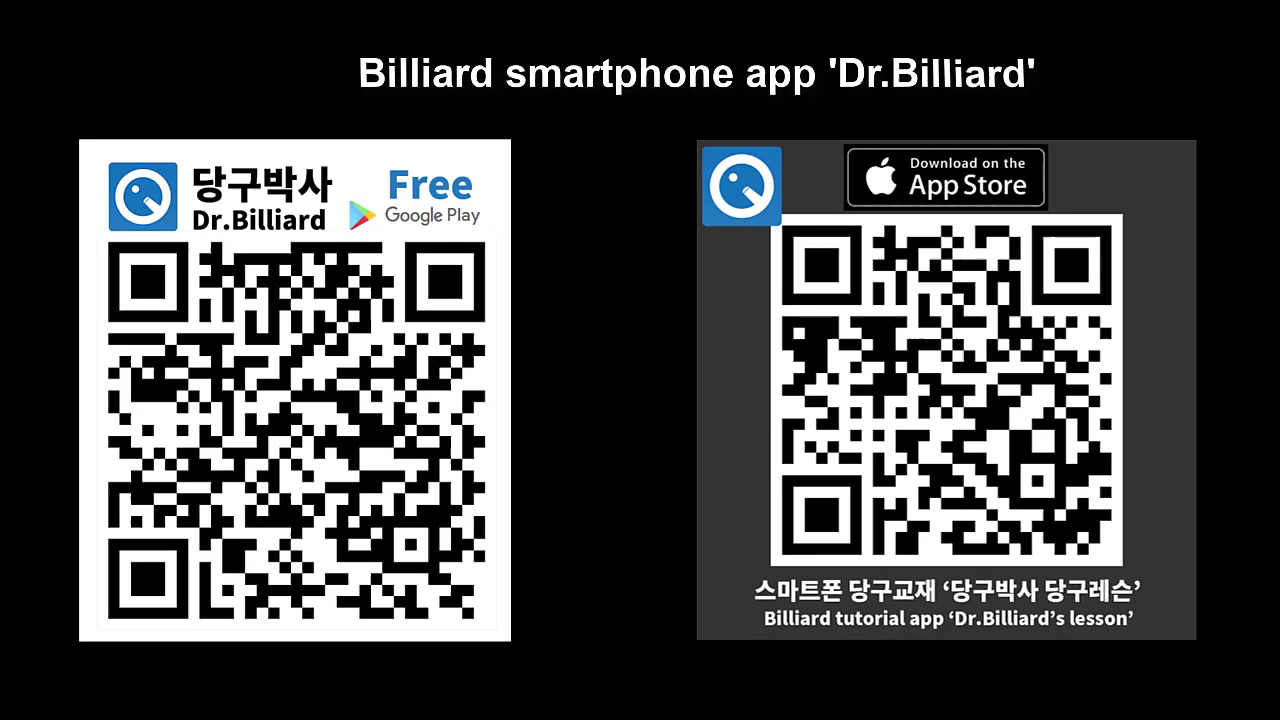 Billiard smartphone app 'Dr.Billiard'
당구박사
Dr.Billiard
Free
Google Play
Download on the
App Store
스마트폰 당구교재 ‘당구박사 당구레슨’
Billiard tutorial app ‘Dr.Billiard’s lesson’